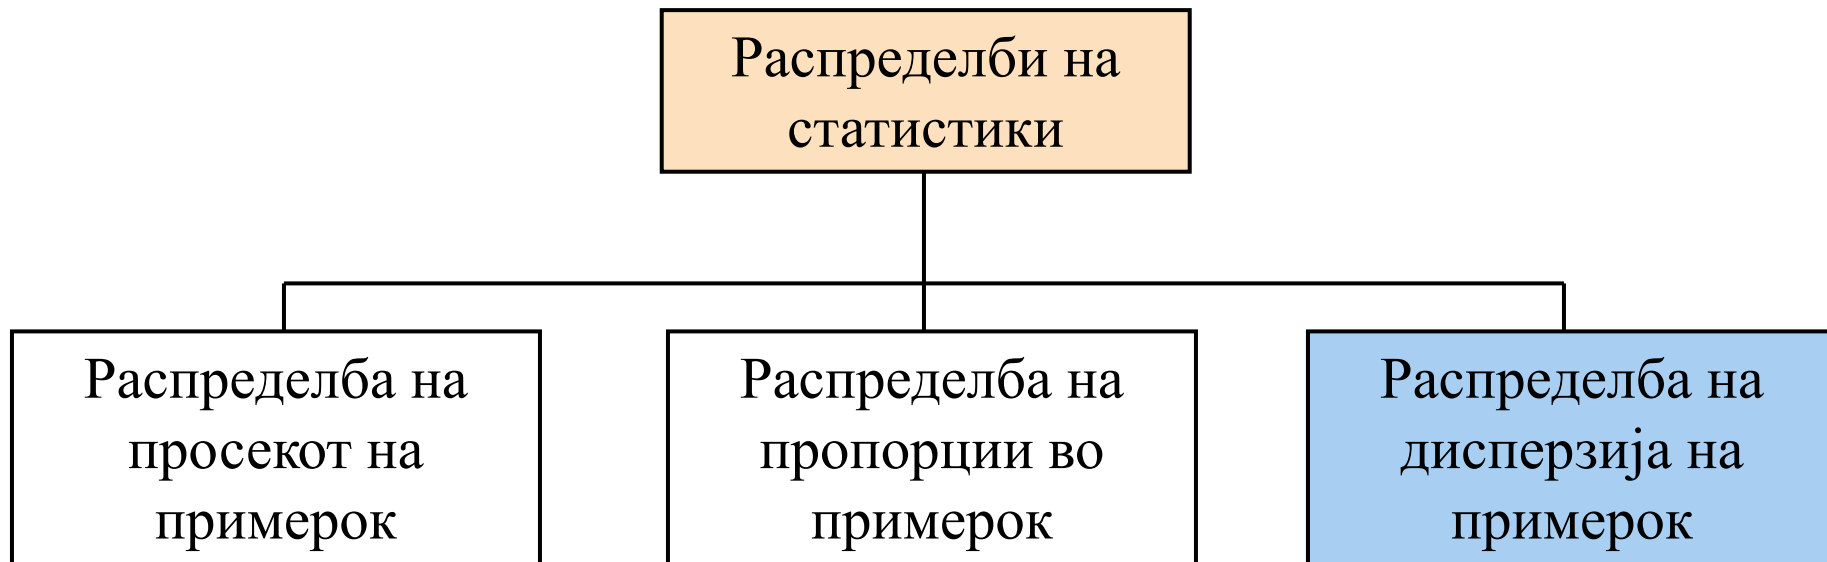 Распределби на
статистики
Распределба на
просекот на
примерок
Распределба на
пропорции во
примерок
Распределба на
дисперзија на
примерок